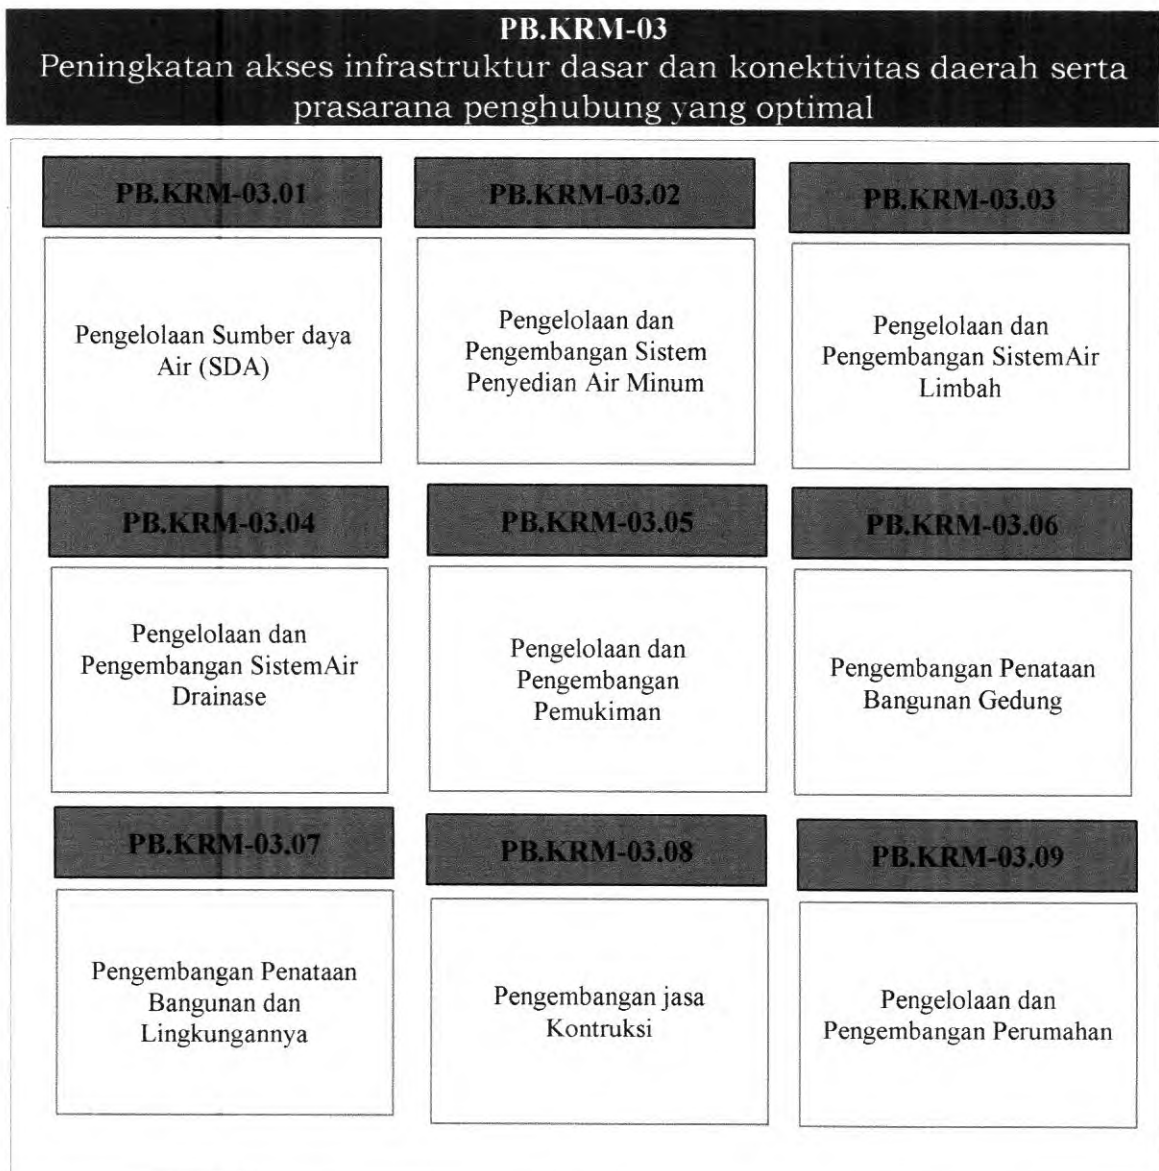 PB.KRM-03
Peningkatan akses infrastruktur dasar dan konektivitas daerah serta
prasarana penghubung yang optimal
PB.KRM-03.01
Pengelolaan Sumber daya
Air (SDA)
PB.KRM-03.02
Pengelolaan dan
Pengembangan Sistem
Penyedian Air Minum
PB.KRM-03.03
Pengelolaan dan
Pengembangan SistemAir
Limbah
PB.KRM-03.04
Pengelolaan dan
Pengembangan SistemAir
Drainase
PB.KRM-03.05
Pengelolaan dan
Pengembangan
Pemukiman
PB.KRM-03.06
Pengembangan Penataan
Bangunan Gedung
PB.KRM-03.07
Pengembangan Penataan
Bangunan dan
Lingkungannya
PB.KRM-03.08
Pengembangan jasa
Kontruksi
PB.KRM-03.09
Pengelolaan dan
Pengembangan Perumahan